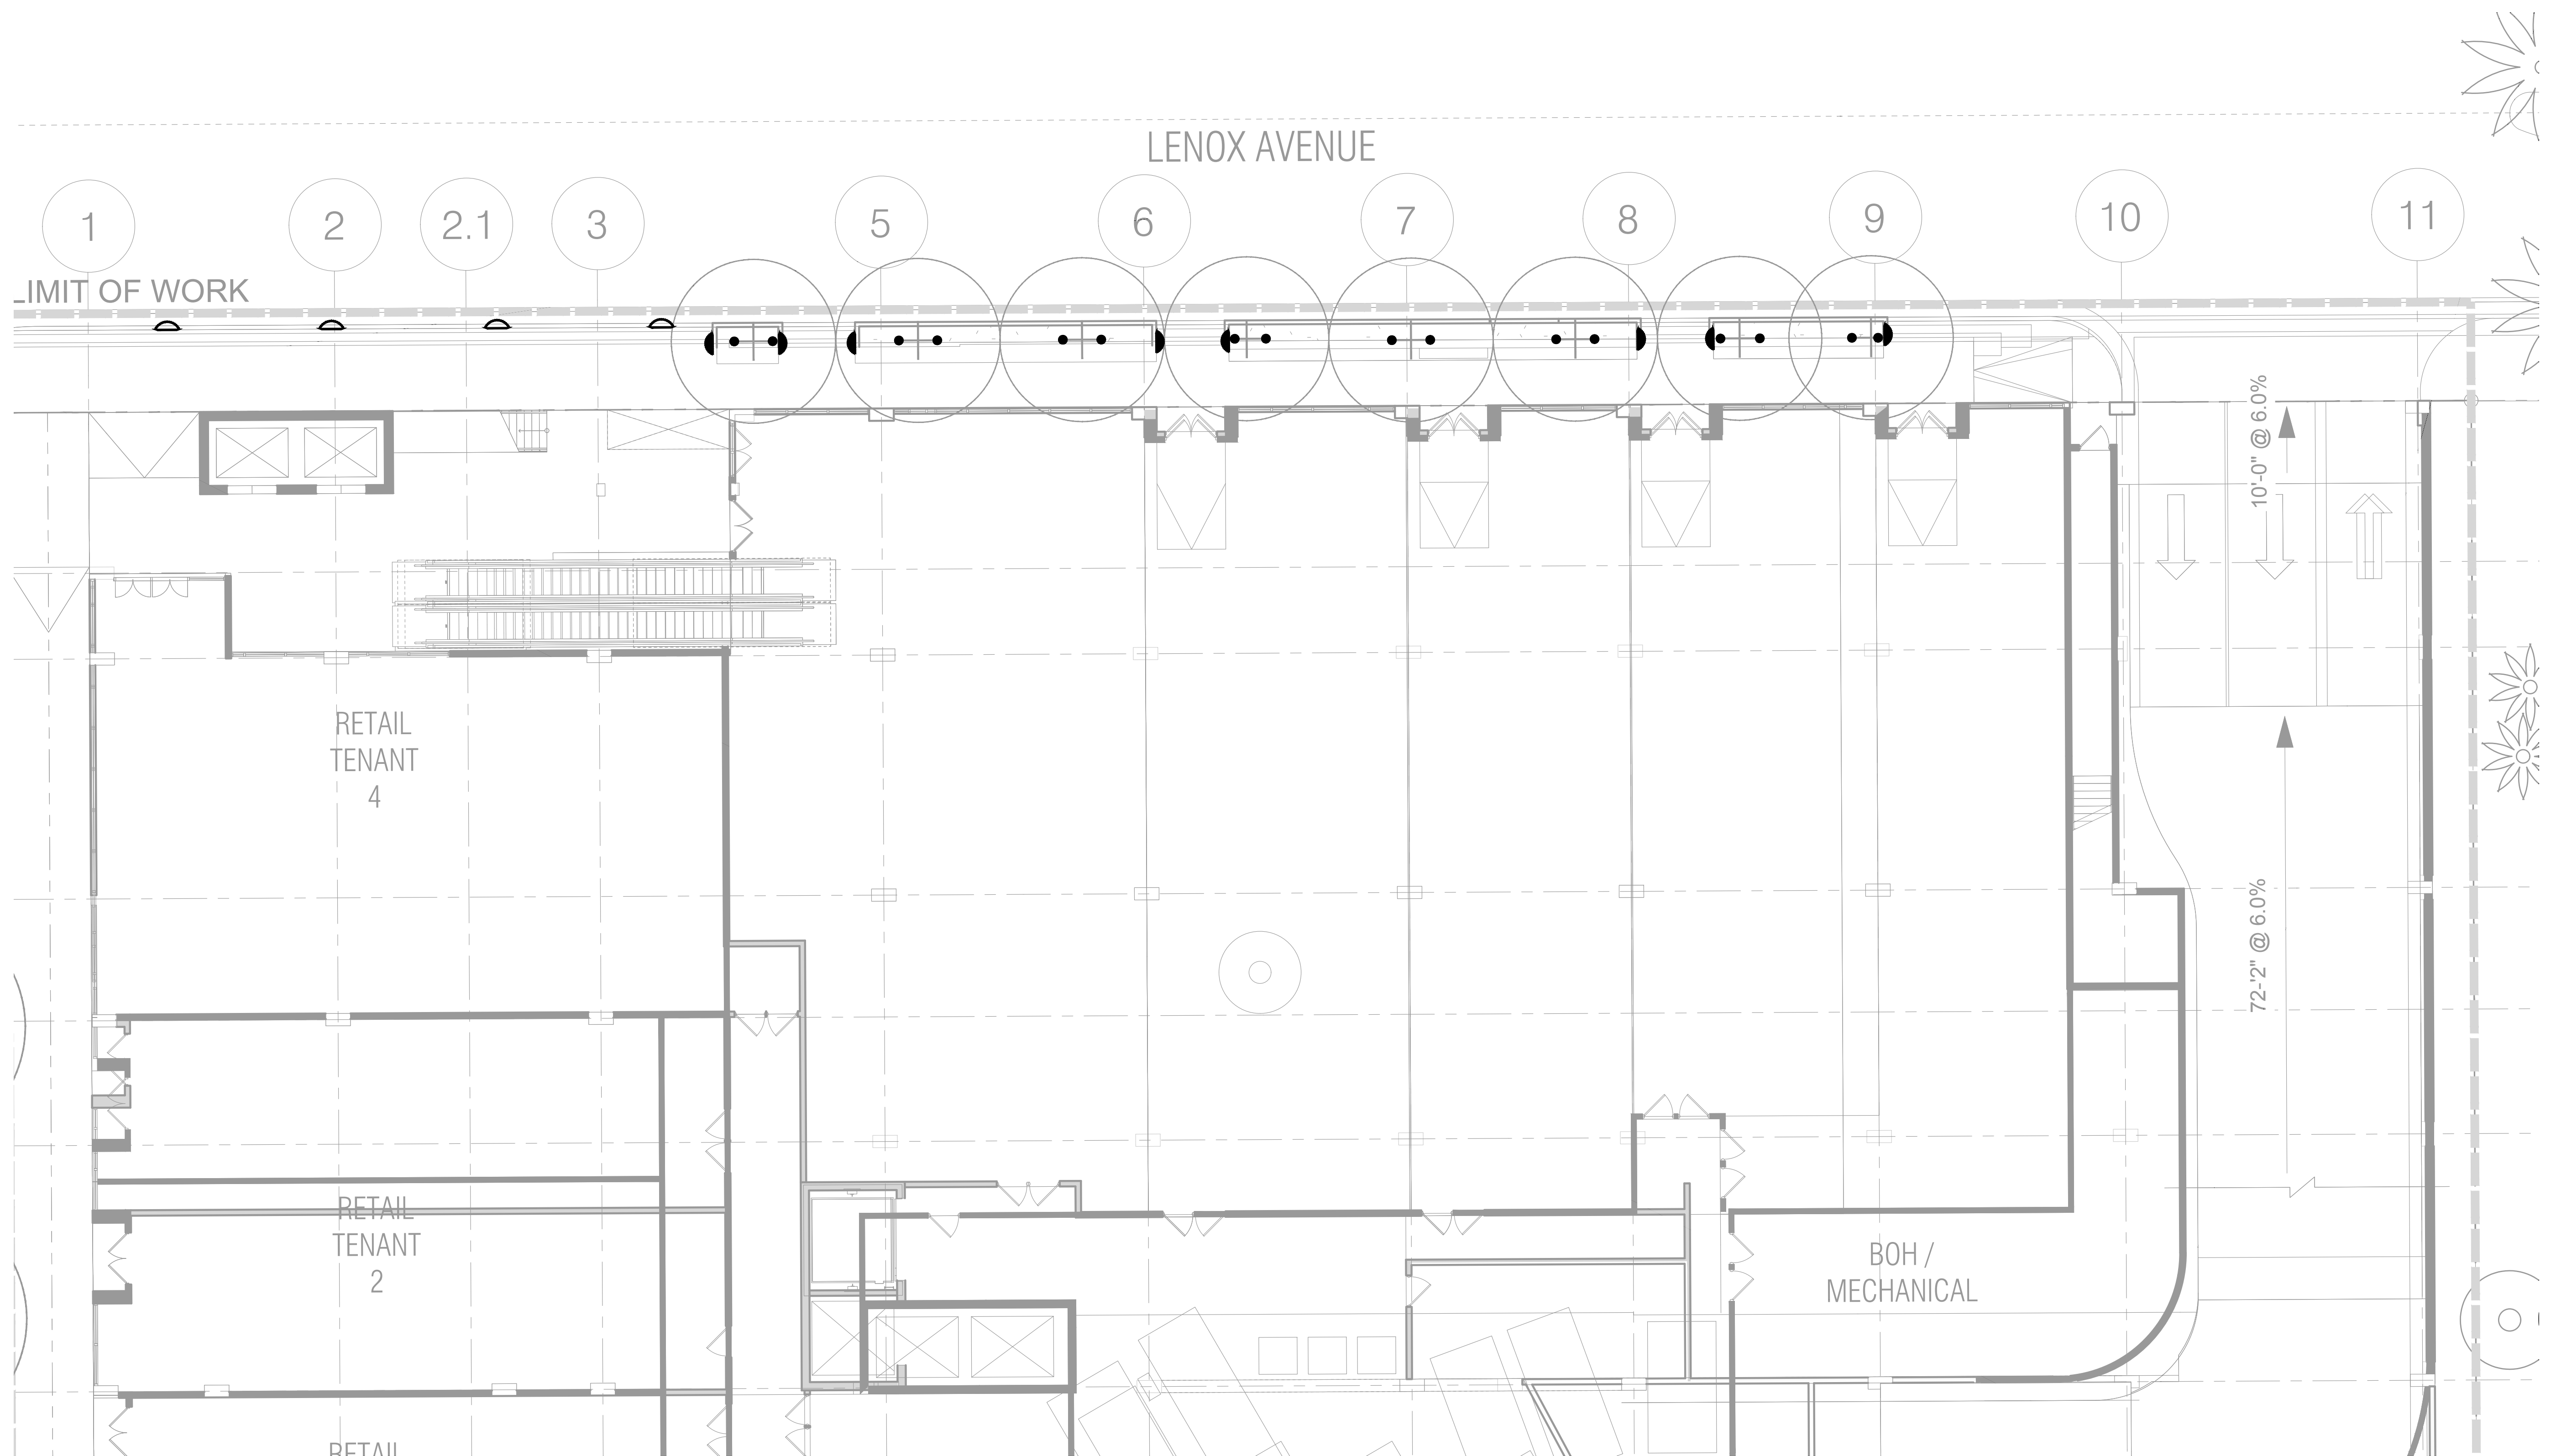 LENOX AVENUE
1
2
2.1
3
5
6
7
8
9
10
11
LIMIT OF WORK
10'-0" @ 6.0%
RETAIL
TENANT
4
72-'2" @ 6.0%
RETAIL
TENANT
2
BOH /
MECHANICAL
RETAIL